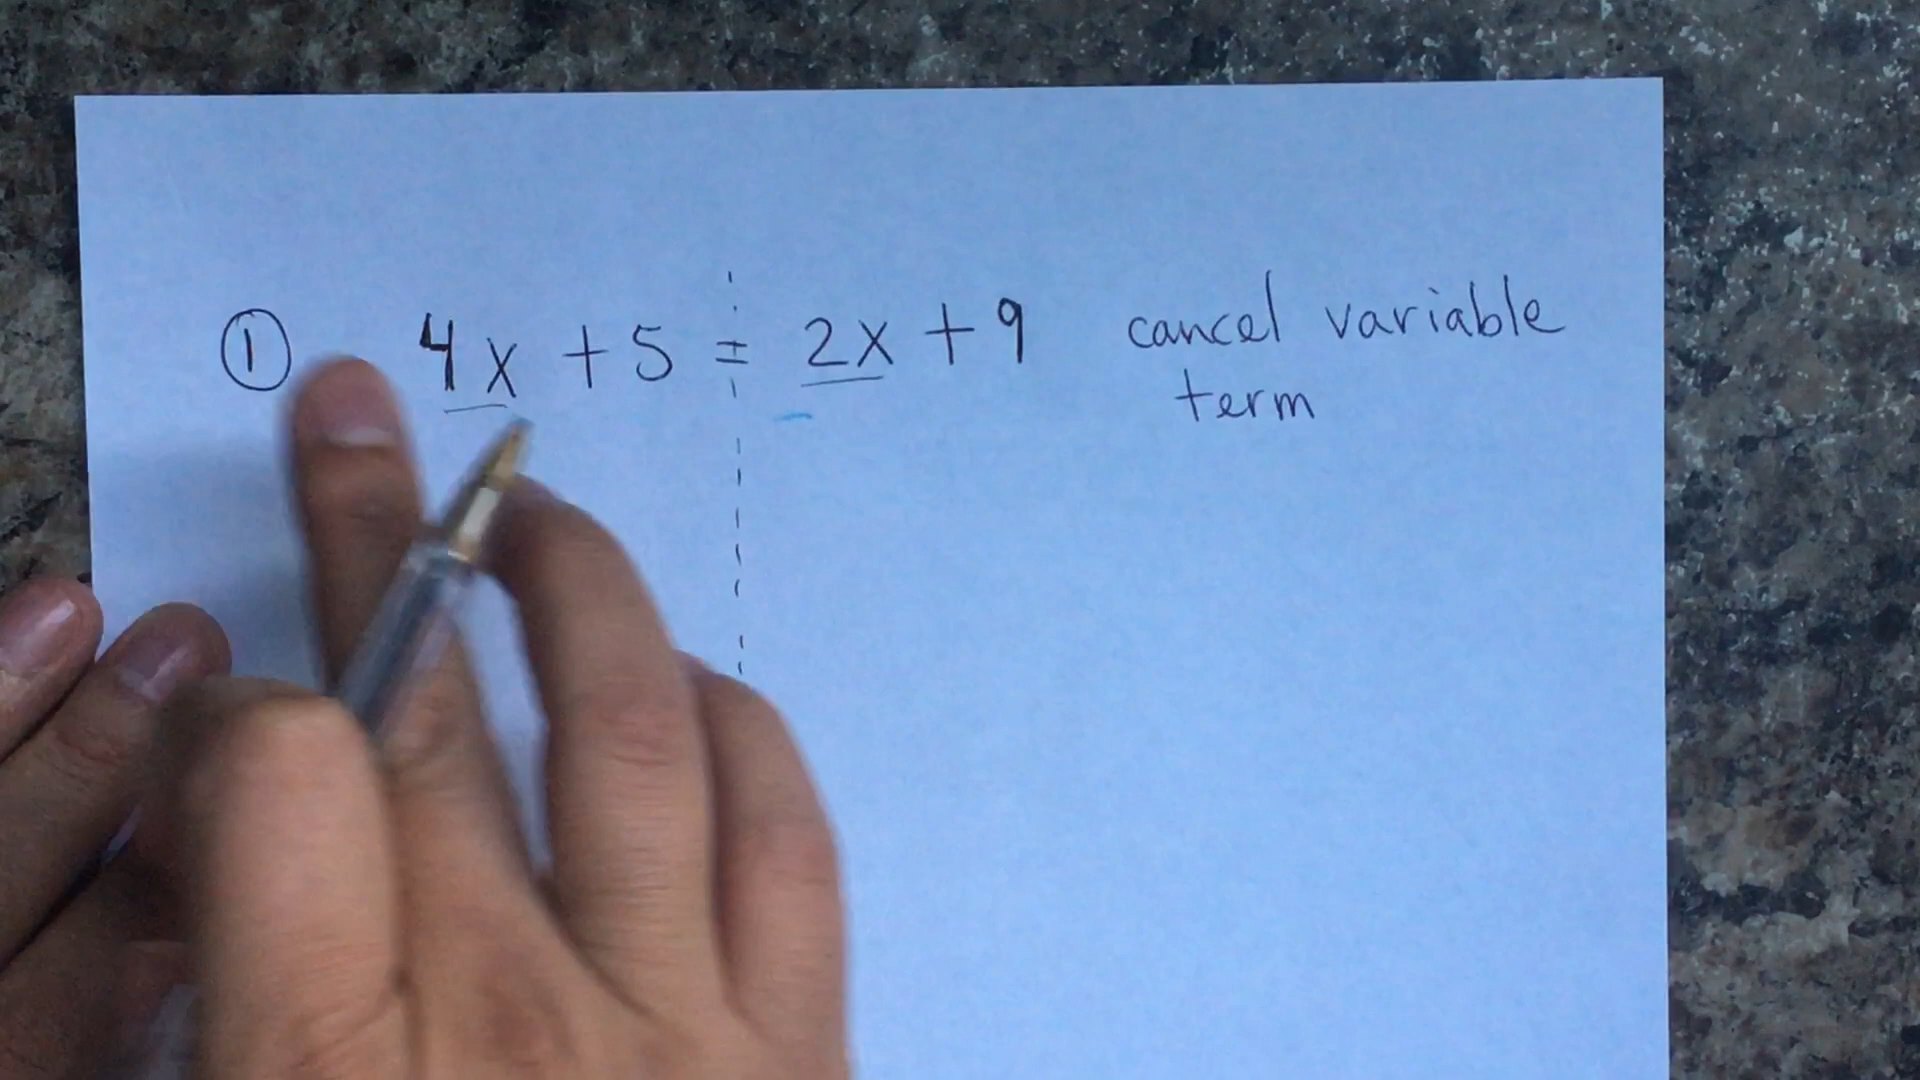 ① 4x + 5 = 2x + 9 cancel variable
term